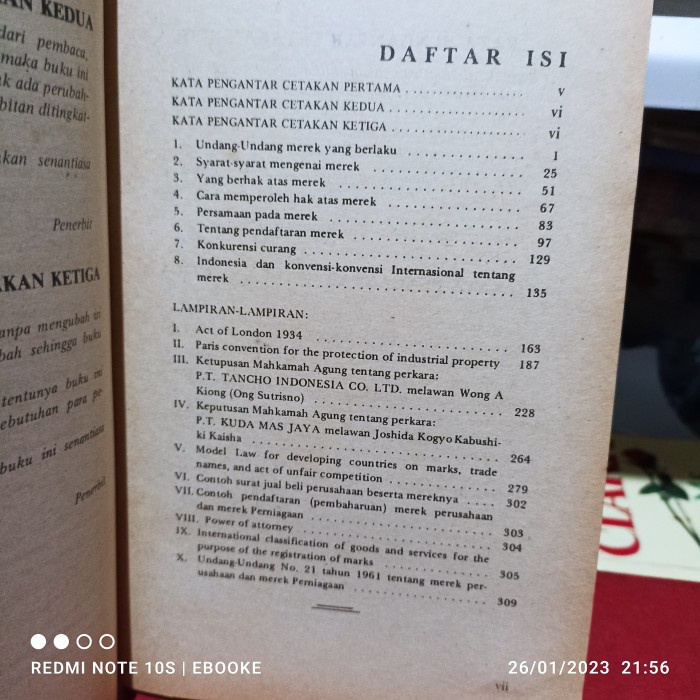 AN KEDUA
dari pembaca,
maka buku ini
k ada perubah-
bitan ditingkat-
kan senantiasa
Penerbit
AKAN KETIGA
anpa mengubah isi
bah sehingga buku
tentunya buku ini
ebutuhan para pe
buku ini senantiasa
Penerbit
DAFTAR ISI
KATA PENGANTAR CETAKAN PERTAMA . . . . . . . . . . . . . . . . v
KATA PENGANTAR CETAKAN KEDUA . . . . . . . . . . . . . . . . . . vi
KATA PENGANTAR CETAKAN KETIGA . . . . . . . . . . . . . . . . . vi
1. Undang-Undang merek yang berlaku . . . . . . . . . . . . . . 1
2. Syarat-syarat mengenai merek . . . . . . . . . . . . . . . . . 25
3. Yang berhak atas merek . . . . . . . . . . . . . . . . . . . . 51
4. Cara memperoleh hak atas merek . . . . . . . . . . . . . . . 67
5. Persamaan pada merek . . . . . . . . . . . . . . . . . . . . 83
6. Tentang pendaftaran merek . . . . . . . . . . . . . . . . . . 97
7. Konkurensi curang . . . . . . . . . . . . . . . . . . . . . . 129
8. Indonesia dan konvensi-konvensi Internasional tentang
merek . . . . . . . . . . . . . . . . . . . . . . . . . . . . . 135
LAMPIRAN-LAMPIRAN:
I. Act of London 1934 . . . . . . . . . . . . . . . . . . . . . 163
II. Paris convention for the protection of industrial property 187
III. Ketupusan Mahkamah Agung tentang perkara:
P.T. TANCHO INDONESIA CO. LTD. melawan Wong A
Kiong (Ong Sutrisno) . . . . . . . . . . . . . . . . . . . . . 228
IV. Keputusan Mahkamah Agung tentang perkara:
P.T. KUDA MAS JAYA melawan Joshida Kogyo Kabushi-
ki Kaisha . . . . . . . . . . . . . . . . . . . . . . . . . . . 264
V. Model Law for developing countries on marks, trade
names, and act of unfair competition . . . . . . . . . . . . . 279
VI. Contoh surat jual beli perusahaan beserta mereknya . . . . 302
VII. Contoh pendaftaran (pembaharuan) merek perusahaan
dan merek Perniagaan . . . . . . . . . . . . . . . . . . . . . 303
VIII. Power of attorney . . . . . . . . . . . . . . . . . . . . . 304
IX. International classification of goods and services for the
purpose of the registration of marks . . . . . . . . . . . . . 305
X. Undang-Undang No. 21 tahun 1961 tentang merek per-
usahaan dan merek Perniagaan . . . . . . . . . . . . . . . . . 309
vii
REDMI NOTE 10S | EBOOKE
26/01/2023 21:56